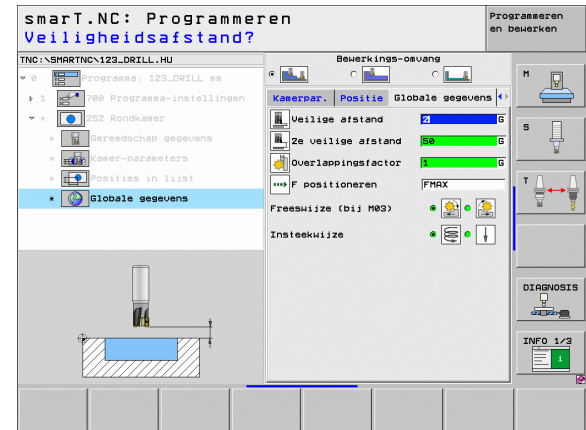 smarT.NC: Programmeren
Veiligheidsafstand?
Programmeren
en bewerken
TNC:\SMARTNC\123_DRILL.HU
0 Programma: 123_DRILL mm
1 700 Programma-instellingen
* 252 Rondkamer
* Gereedschap gegevens
* Kamer-parameters
* Posities in lijst
* Globale gegevens
Bewerkings-omvang
Kamerpar. Positie Globale gegevens
Veilige afstand 2 G
2e veilige afstand 50 G
Overlappingsfactor 1 G
F positioneren FMAX
Freeswijze (bij M03)
Insteekwijze
M
S
T
DIAGNOSIS
INFO 1/3